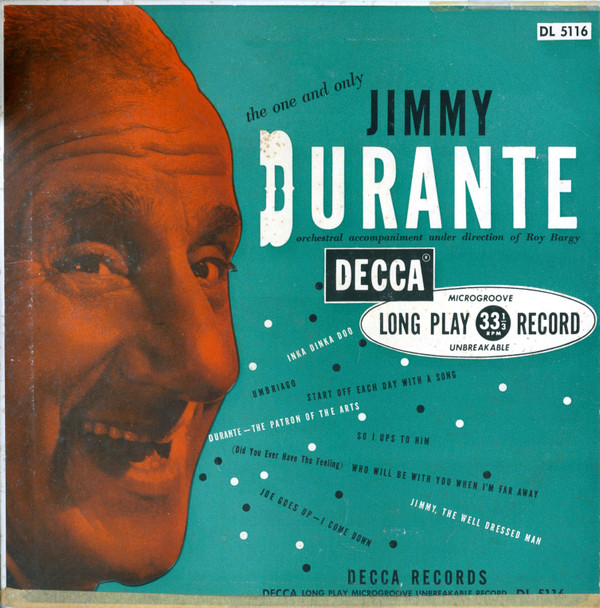 DL 5116
the one and only
JIMMY
DURANTE
orchestral accompaniment under direction of Roy Bargy
DECCA ®
MICROGROOVE
LONG PLAY 33 1/3 RPM RECORD
UNBREAKABLE
INKA DINKA DOO
UMBRIAGO
START OFF EACH DAY WITH A SONG
DURANTE—THE PATRON OF THE ARTS
SO I UPS TO HIM
(Did You Ever Have The Feeling)
WHO WILL BE WITH YOU WHEN I'M FAR AWAY
JOE GOES UP—I COME DOWN
JIMMY, THE WELL DRESSED MAN
DECCA RECORDS
DECCA LONG PLAY MICROGROOVE UNBREAKABLE RECORD DL 5116